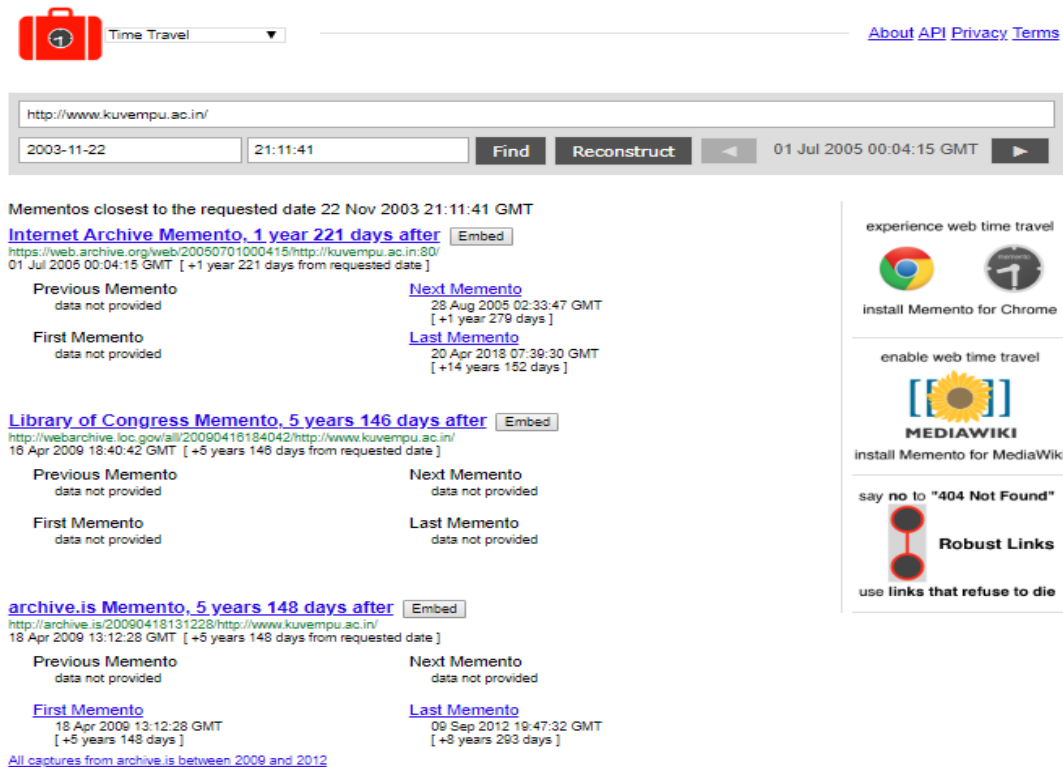 Time Travel ▼
About API Privacy Terms
http://www.kuvempu.ac.in/
2003-11-22 21:11:41 Find Reconstruct ◀ 01 Jul 2005 00:04:15 GMT ▶
Mementos closest to the requested date 22 Nov 2003 21:11:41 GMT
Internet Archive Memento, 1 year 221 days after Embed
https://web.archive.org/web/20050701000415/http://kuvempu.ac.in:80/
01 Jul 2005 00:04:15 GMT [ +1 year 221 days from requested date ]
Previous Memento
data not provided
Next Memento
28 Aug 2005 02:33:47 GMT
[ +1 year 279 days ]
First Memento
data not provided
Last Memento
20 Apr 2018 07:39:30 GMT
[ +14 years 152 days ]
Library of Congress Memento, 5 years 146 days after Embed
http://webarchive.loc.gov/all/20090416184042/http://www.kuvempu.ac.in/
16 Apr 2009 18:40:42 GMT [ +5 years 146 days from requested date ]
Previous Memento
data not provided
Next Memento
data not provided
First Memento
data not provided
Last Memento
data not provided
archive.is Memento, 5 years 148 days after Embed
http://archive.is/20090418131228/http://www.kuvempu.ac.in/
18 Apr 2009 13:12:28 GMT [ +5 years 148 days from requested date ]
Previous Memento
data not provided
Next Memento
data not provided
First Memento
18 Apr 2009 13:12:28 GMT
[ +5 years 148 days ]
Last Memento
09 Sep 2012 19:47:32 GMT
[ +8 years 293 days ]
All captures from archive.is between 2009 and 2012
experience web time travel
memento
install Memento for Chrome
enable web time travel
[[ ]]
MEDIAWIKI
install Memento for MediaWiki
say no to "404 Not Found"
Robust Links
use links that refuse to die